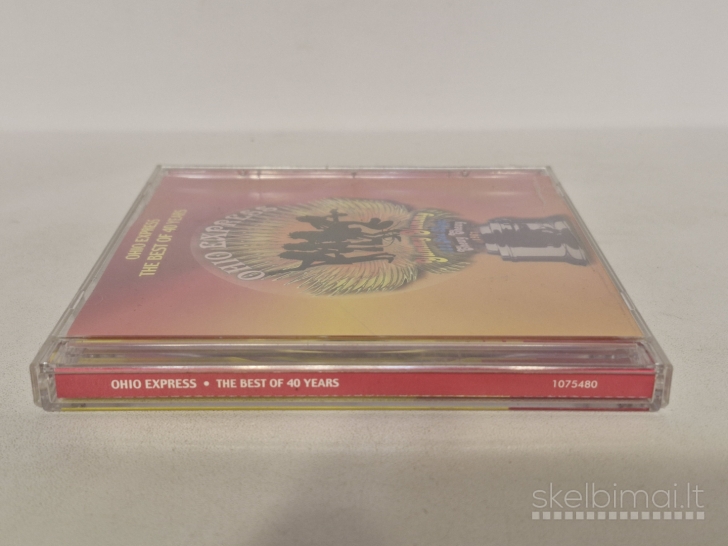 OHIO EXPRESS
THE BEST OF 40 YEARS
OHIO EXPRESS
OHIO EXPRESS • THE BEST OF 40 YEARS 1075480
skelbimai.lt